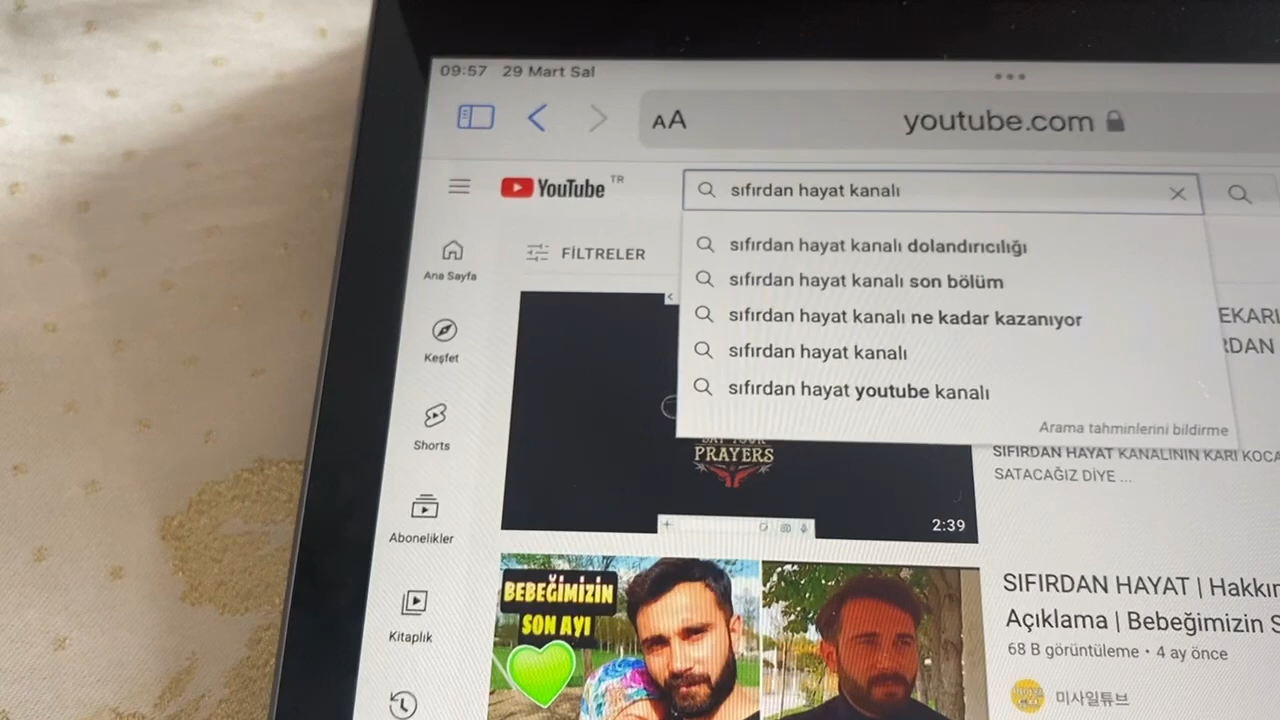 09:57 29 Mart Sal
AA
youtube.com
YouTube TR
sıfırdan hayat kanalı
sıfırdan hayat kanalı dolandırıcılığı
sıfırdan hayat kanalı son bölüm
sıfırdan hayat kanalı ne kadar kazanıyor
sıfırdan hayat kanalı
sıfırdan hayat youtube kanalı
Arama tahminlerini bildirme
FİLTRELER
Ana Sayfa
Keşfet
Shorts
Abonelikler
Kitaplık
PRAYERS
2:39
SIFIRDAN HAYAT KANALININ KARI KOCA
SATACAĞIZ DİYE ...
BEBEĞİMİZİN
SON AYI
SIFIRDAN HAYAT |
Açıklama | Bebeğimizin
68 B görüntüleme • 4 ay önce
미사일튜브